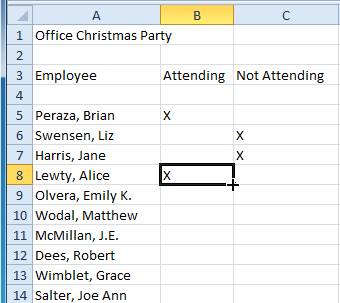 A B C
1 Office Christmas Party
2
3 Employee Attending Not Attending
4
5 Peraza, Brian X
6 Swensen, Liz X
7 Harris, Jane X
8 Lewty, Alice X
9 Olvera, Emily K.
10 Wodal, Matthew
11 McMillan, J.E.
12 Dees, Robert
13 Wimblet, Grace
14 Salter, Joe Ann